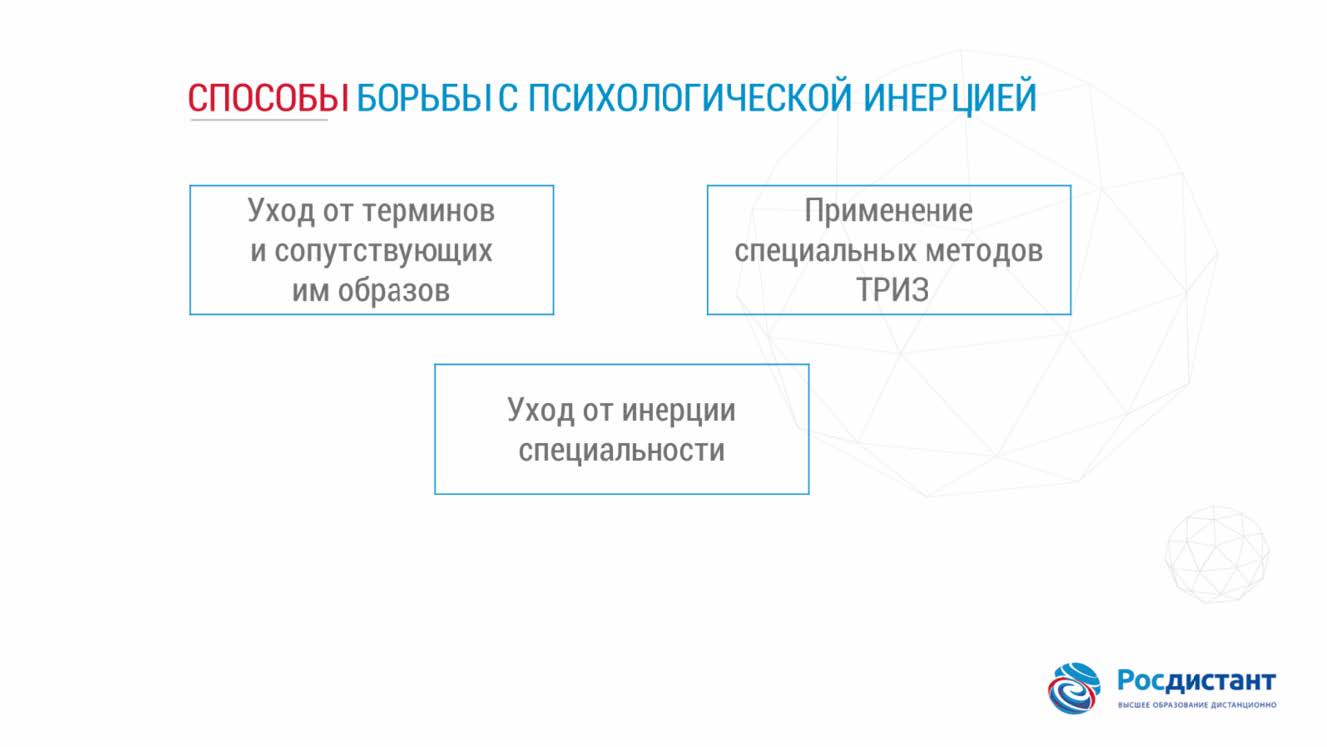 СПОСОБЫ БОРЬБЫ С ПСИХОЛОГИЧЕСКОЙ ИНЕРЦИЕЙ
Уход от терминов
и сопутствующих
им образов
Применение
специальных методов
ТРИЗ
Уход от инерции
специальности
Росдистант
ВЫСШЕЕ ОБРАЗОВАНИЕ ДИСТАНЦИОННО